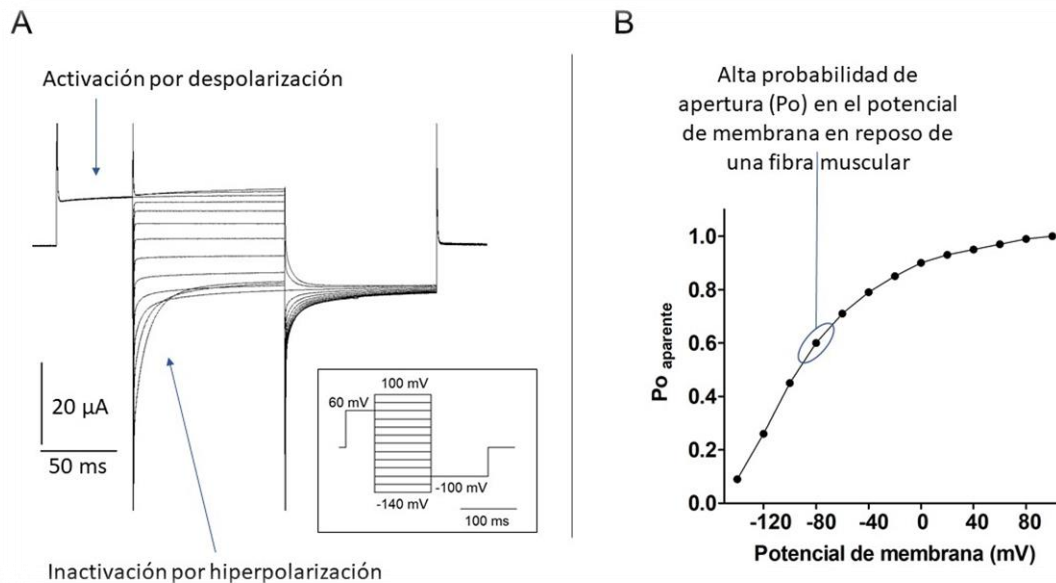 A
Activación por despolarización
20 µA
50 ms
60 mV
100 mV
-100 mV
-140 mV
100 ms
Inactivación por hiperpolarización
B
Alta probabilidad de
apertura (Po) en el potencial
de membrana en reposo de
una fibra muscular
Po aparente
1.0
0.8
0.6
0.4
0.2
0.0
-120 -80 -40 0 40 80
Potencial de membrana (mV)